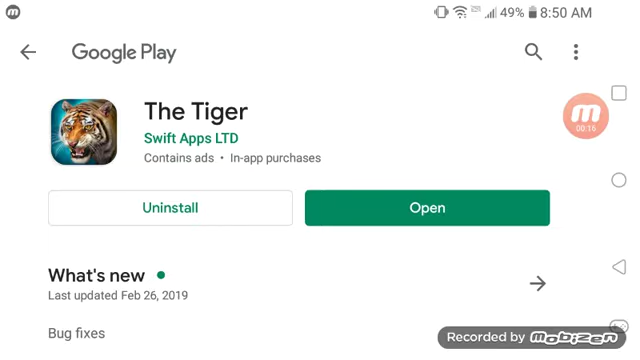 49% 8:50 AM
Google Play
The Tiger
Swift Apps LTD
Contains ads • In-app purchases
00:16
Uninstall
Open
What's new
Last updated Feb 26, 2019
Bug fixes
Recorded by mobizen